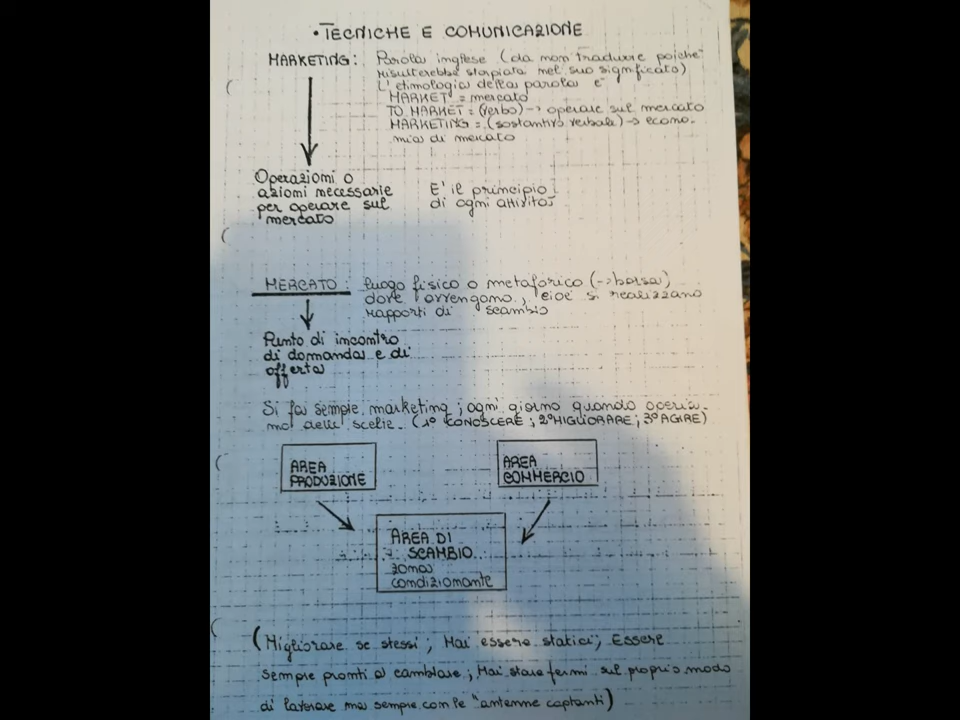 • TECNICHE E COMUNICAZIONE
MARKETING: Parola inglese (da non tradurre poiche'
risulterebbe storpiata nel suo significato)
L'etimologia della parola e'
MARKET = mercato
TO MARKET = (verbo) → operare sul mercato
MARKETING = (sostantivo verbale) → econo-
mia di mercato
Operazioni o
azioni necessarie
per operare sul
mercato
E' il principio
di ogni attività
MERCATO: luogo fisico o metaforico (→ borsa)
dove avvengono, cioè si realizzano
rapporti di scambio
Punto di incontro
di domanda e di
offerta
Si fa sempre marketing; ogni giorno quando operia-
mo delle scelte. (1° CONOSCERE; 2° MIGLIORARE; 3° AGIRE)
AREA
PRODUZIONE
AREA
COMMERCIO
AREA DI
SCAMBIO
zona
condizionante
(Migliorare se stessi; Mai essere statici; Essere
sempre pronti al cambiare; Mai stare fermi sul proprio modo
di lavorare ma sempre con le "antenne captanti)